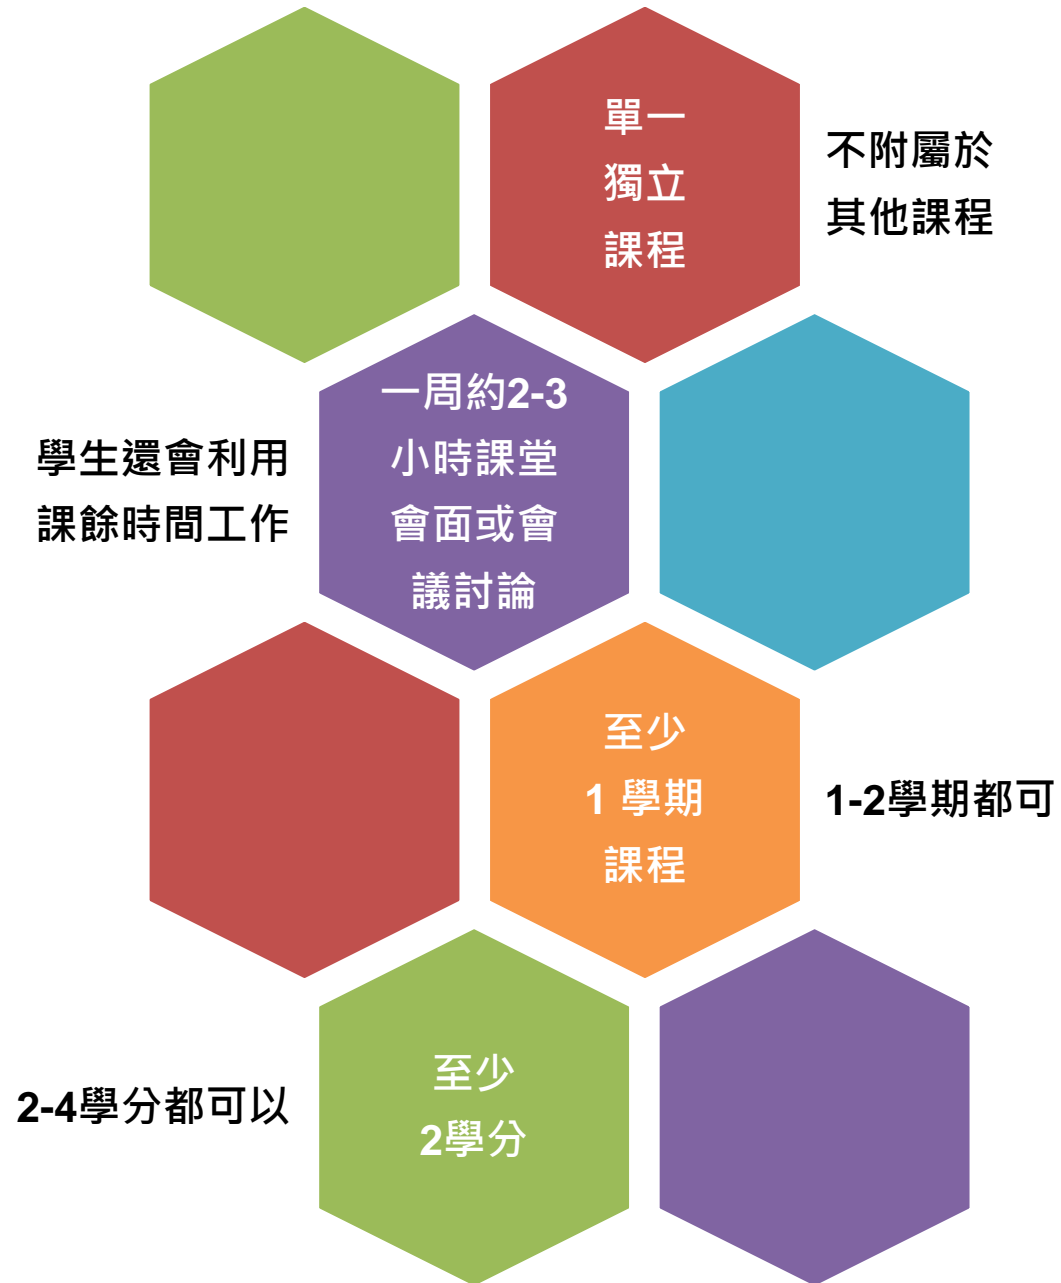 單一
獨立
課程
不附屬於
其他課程
一周約2-3
小時課堂
會面或會
議討論
學生還會利用
課餘時間工作
至少
1 學期
課程
1-2學期都可
至少
2學分
2-4學分都可以